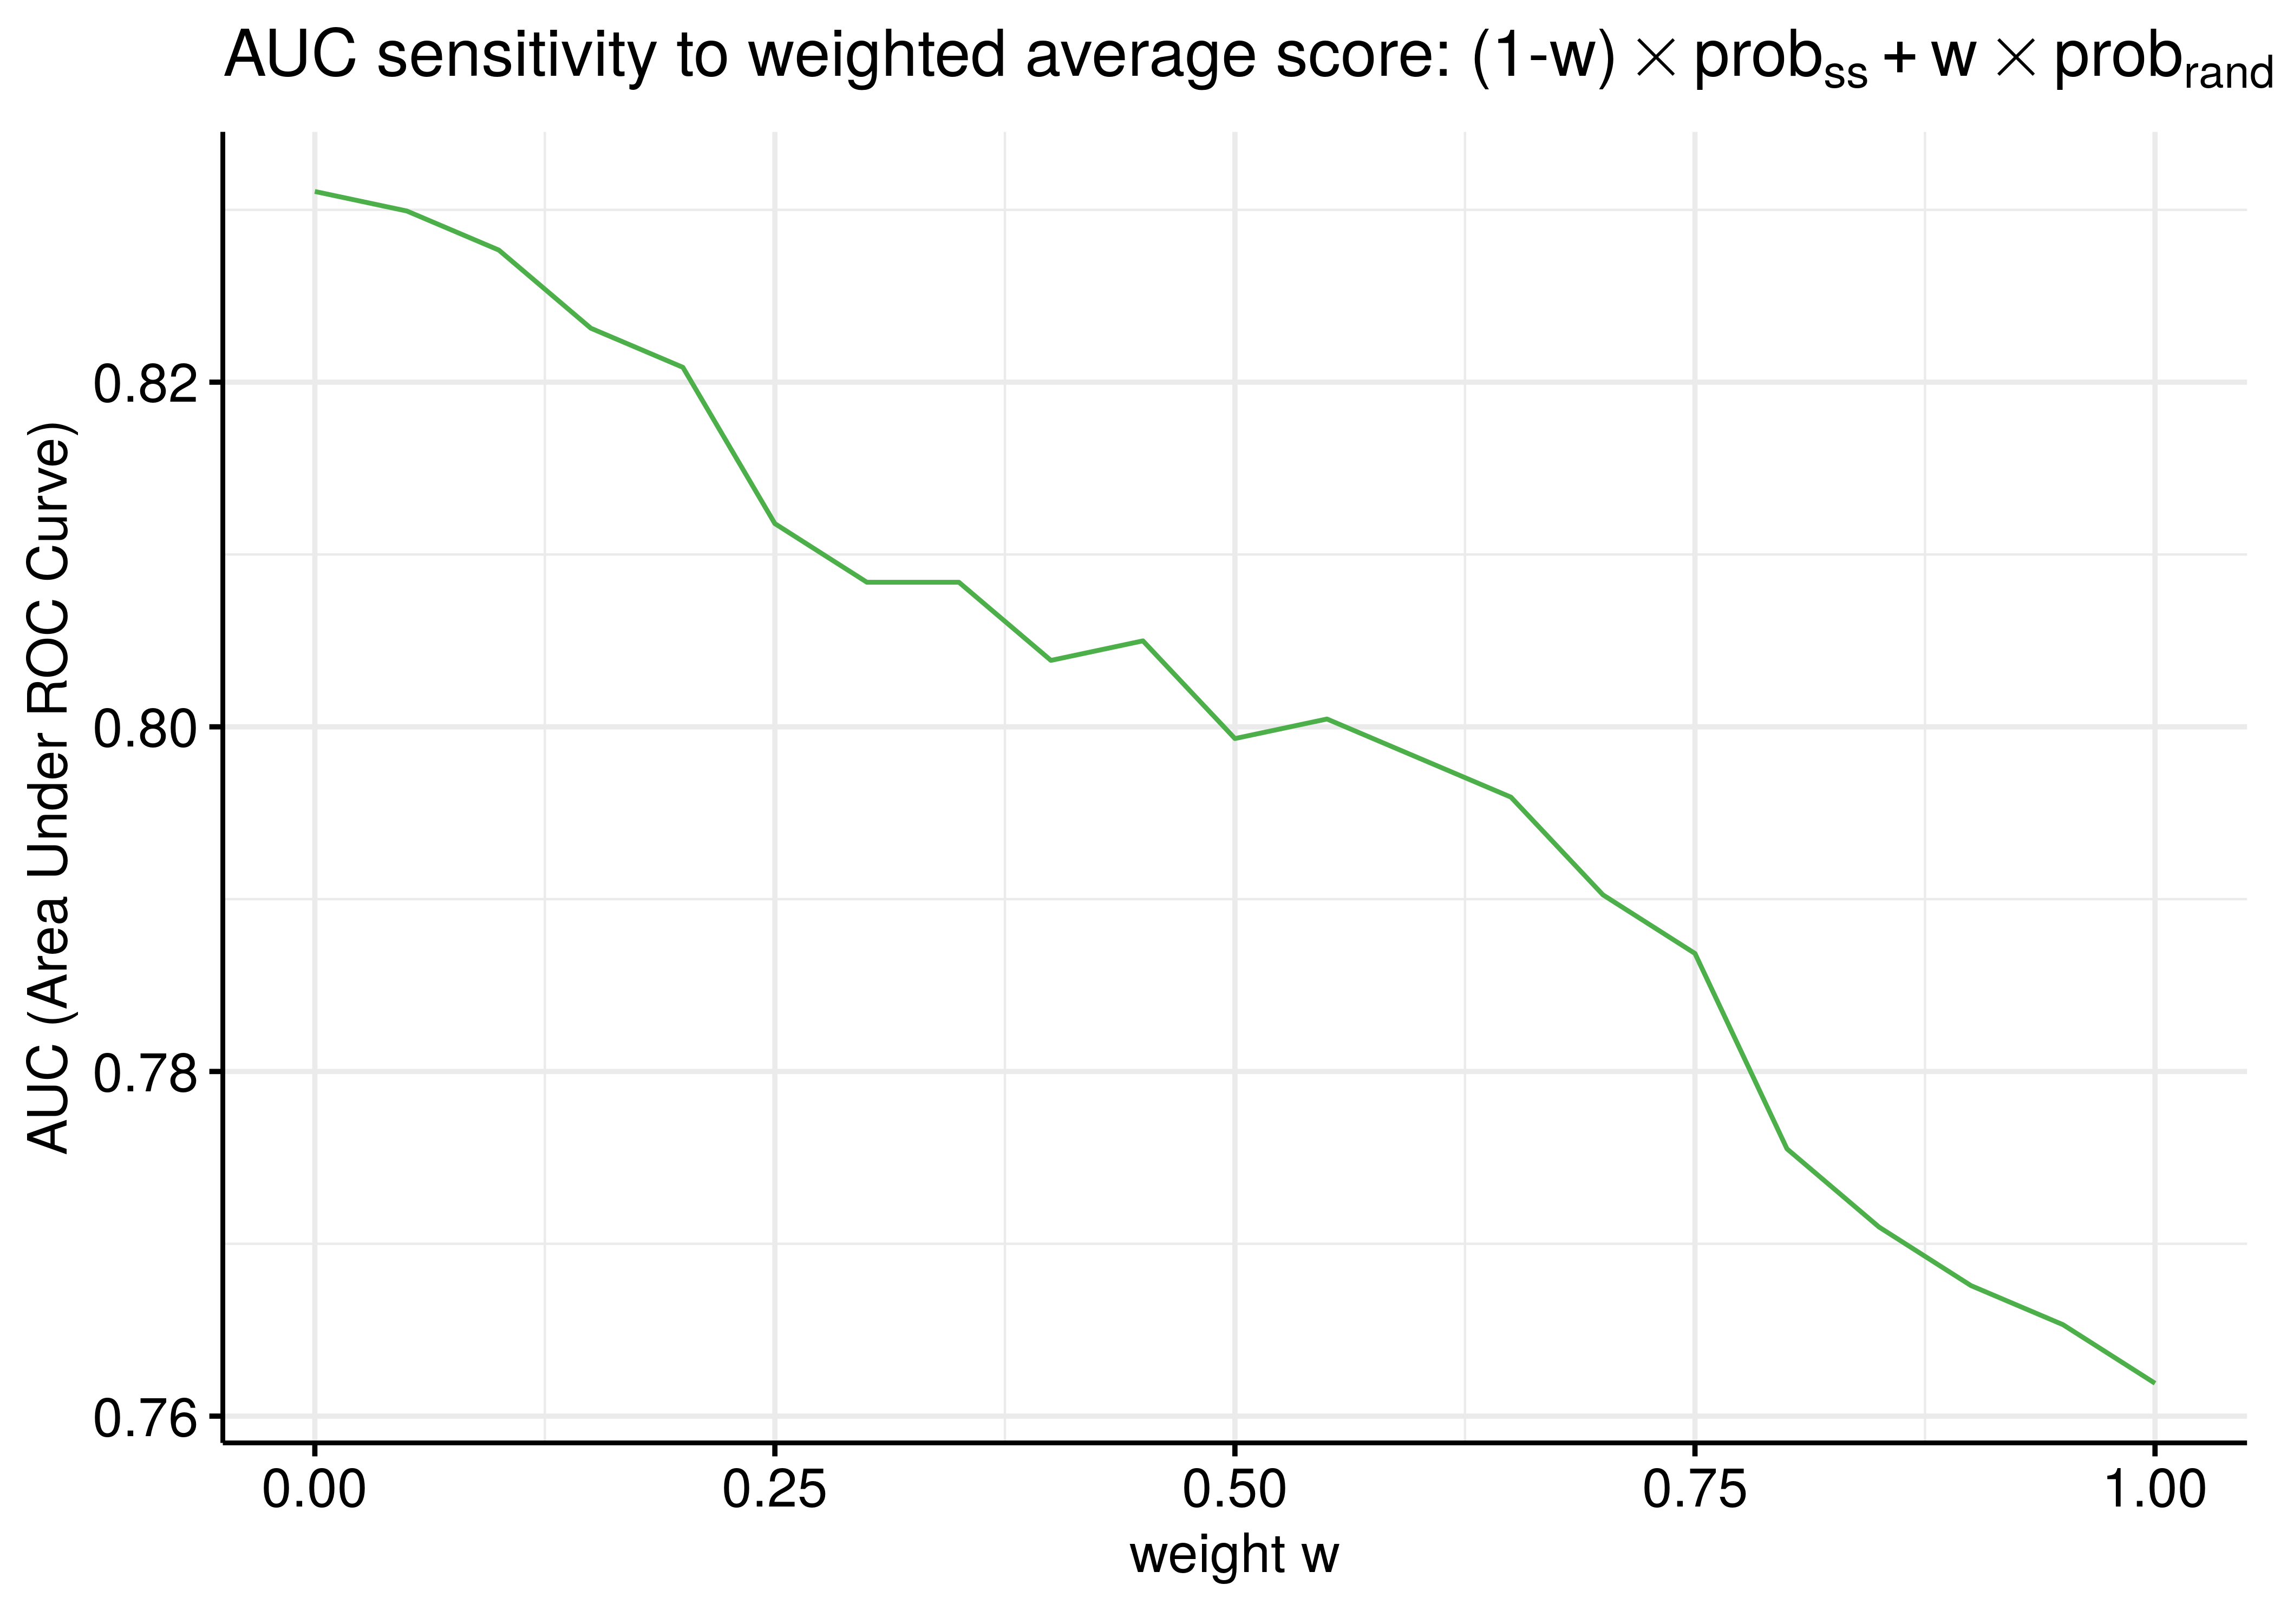 AUC sensitivity to weighted average score: (1-w) × prob_ss + w × prob_rand
AUC (Area Under ROC Curve)
0.82
0.80
0.78
0.76
0.00 0.25 0.50 0.75 1.00
weight w